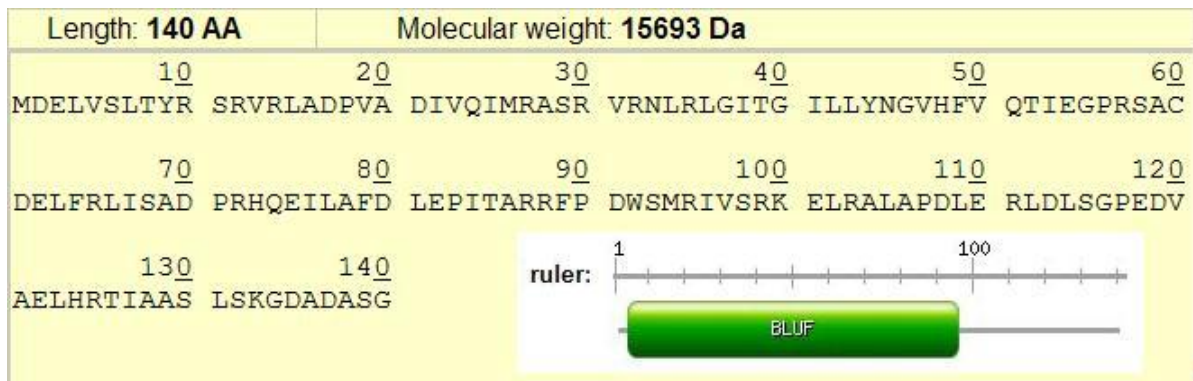 Length: 140 AA Molecular weight: 15693 Da
10 20 30 40 50 60
MDELVSLTYR SRVRLADPVA DIVQIMRASR VRNLRLGITG ILLYNGVHFV QTIEGPRSAC
70 80 90 100 110 120
DELFRLISAD PRHQEILAFD LEPITARRFP DWSMRIVSRK ELRALAPDLE RLDLSGPEDV
130 140
AELHRTIAAS LSKGDADASG
1 100
ruler:
BLUF